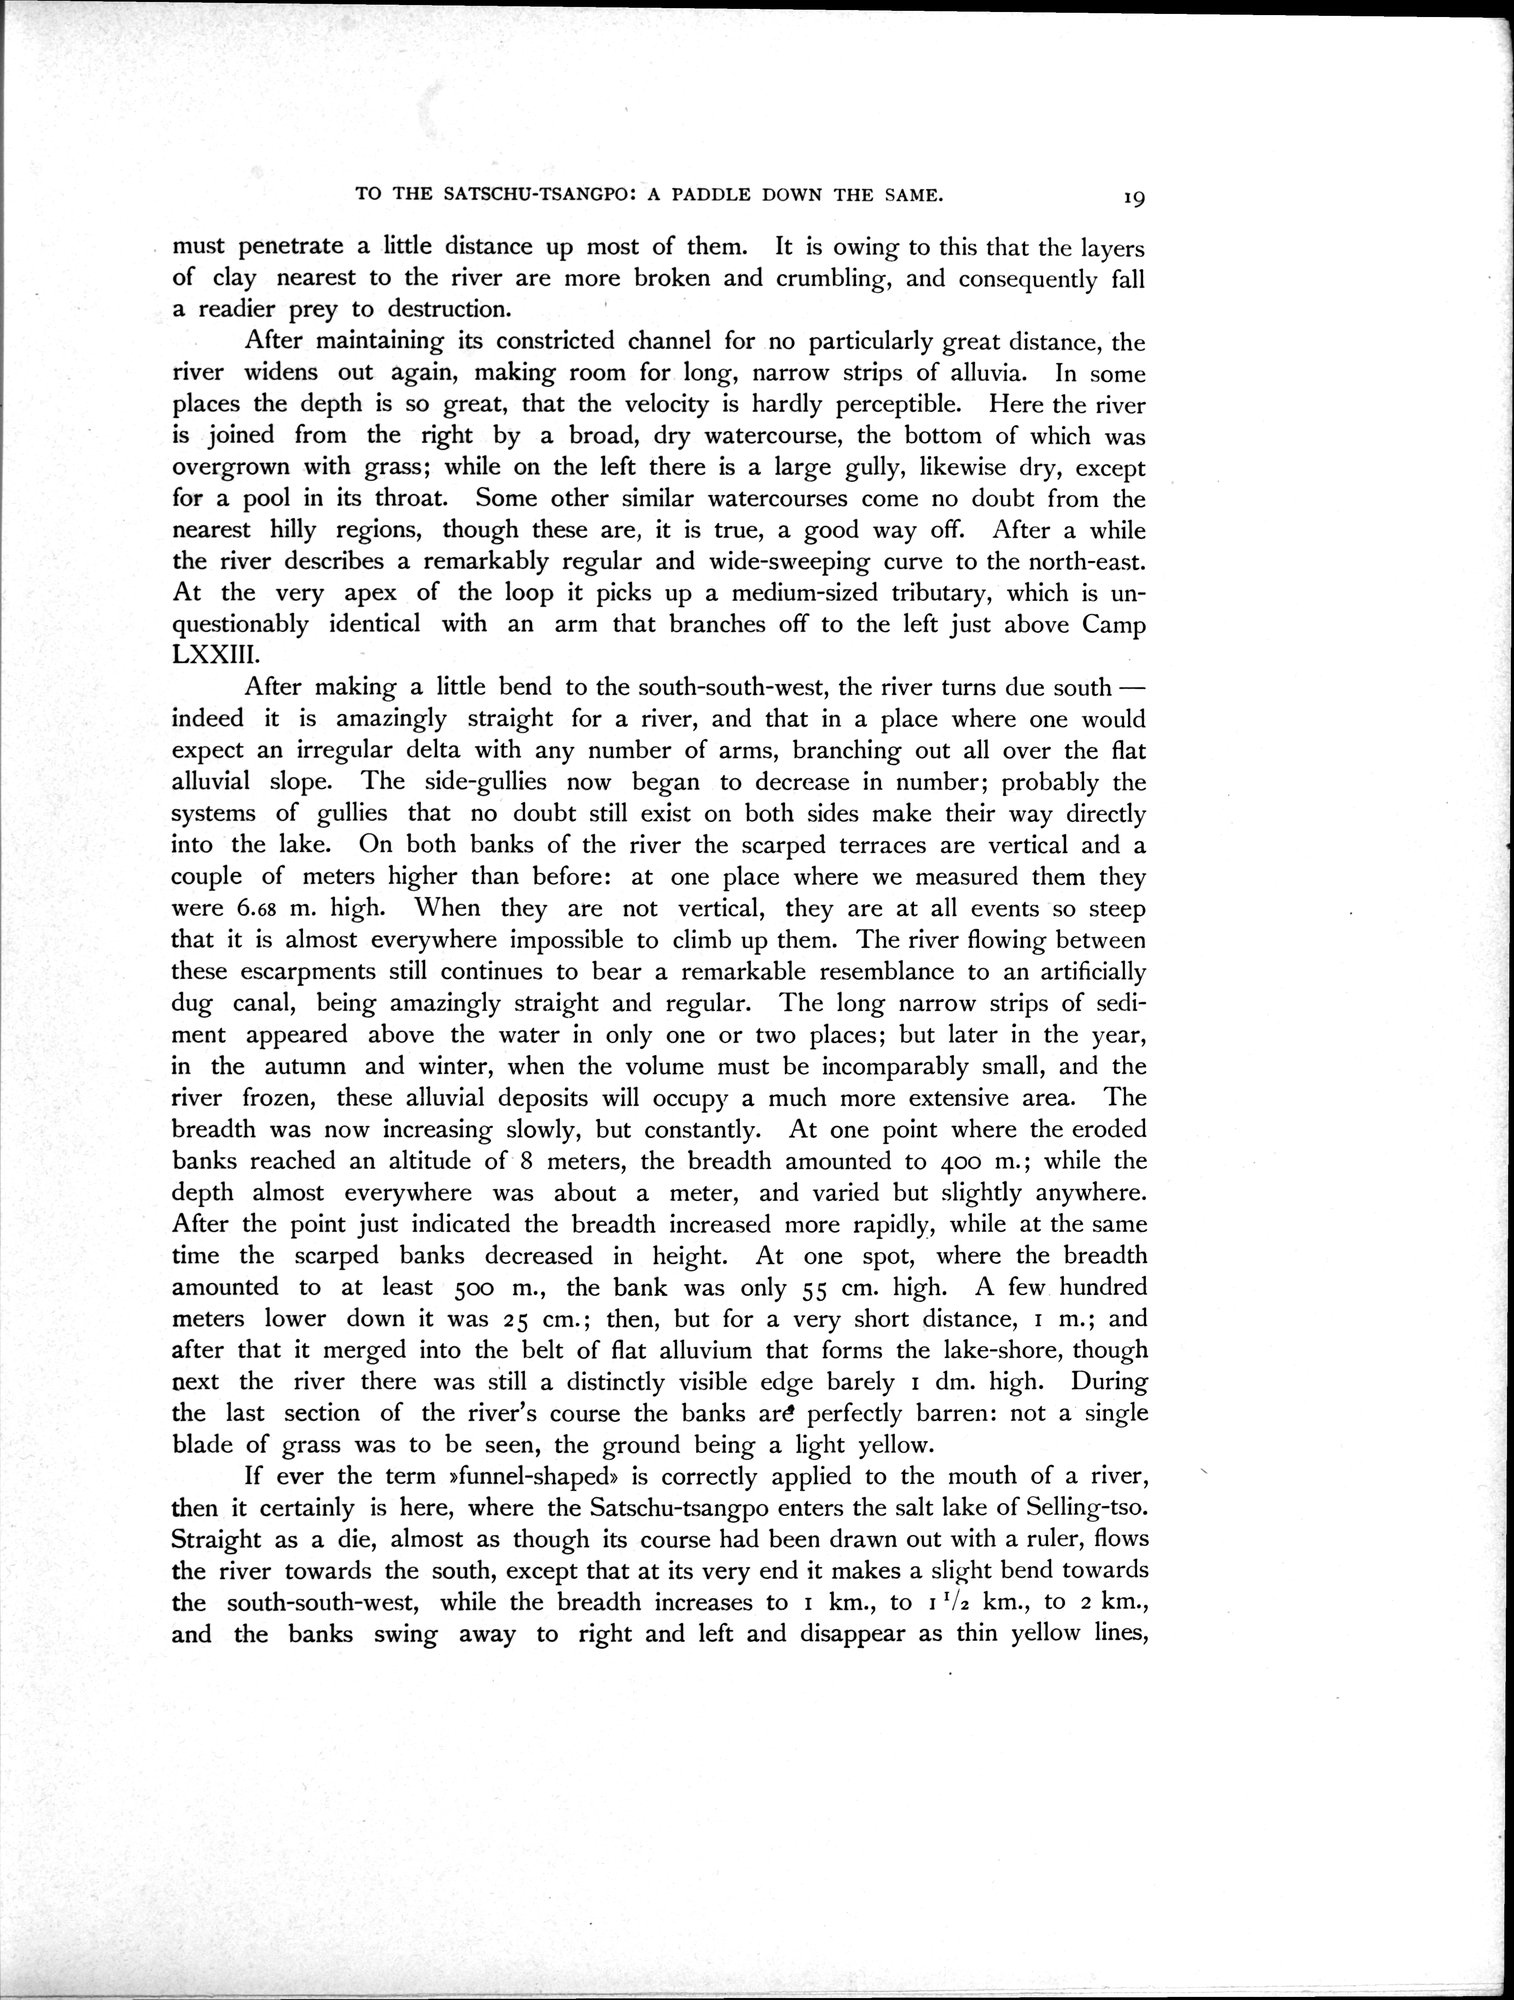 TO THE SATSCHU-TSANGPO: A PADDLE DOWN THE SAME. 19
must penetrate a little distance up most of them. It is owing to this that the layers
of clay nearest to the river are more broken and crumbling, and consequently fall
a readier prey to destruction.
After maintaining its constricted channel for no particularly great distance, the
river widens out again, making room for long, narrow strips of alluvia. In some
places the depth is so great, that the velocity is hardly perceptible. Here the river
is joined from the right by a broad, dry watercourse, the bottom of which was
overgrown with grass; while on the left there is a large gully, likewise dry, except
for a pool in its throat. Some other similar watercourses come no doubt from the
nearest hilly regions, though these are, it is true, a good way off. After a while
the river describes a remarkably regular and wide-sweeping curve to the north-east.
At the very apex of the loop it picks up a medium-sized tributary, which is un-
questionably identical with an arm that branches off to the left just above Camp
LXXIII.
After making a little bend to the south-south-west, the river turns due south —
indeed it is amazingly straight for a river, and that in a place where one would
expect an irregular delta with any number of arms, branching out all over the flat
alluvial slope. The side-gullies now began to decrease in number; probably the
systems of gullies that no doubt still exist on both sides make their way directly
into the lake. On both banks of the river the scarped terraces are vertical and a
couple of meters higher than before: at one place where we measured them they
were 6.68 m. high. When they are not vertical, they are at all events so steep
that it is almost everywhere impossible to climb up them. The river flowing between
these escarpments still continues to bear a remarkable resemblance to an artificially
dug canal, being amazingly straight and regular. The long narrow strips of sedi-
ment appeared above the water in only one or two places; but later in the year,
in the autumn and winter, when the volume must be incomparably small, and the
river frozen, these alluvial deposits will occupy a much more extensive area. The
breadth was now increasing slowly, but constantly. At one point where the eroded
banks reached an altitude of 8 meters, the breadth amounted to 400 m.; while the
depth almost everywhere was about a meter, and varied but slightly anywhere.
After the point just indicated the breadth increased more rapidly, while at the same
time the scarped banks decreased in height. At one spot, where the breadth
amounted to at least 500 m., the bank was only 55 cm. high. A few hundred
meters lower down it was 25 cm.; then, but for a very short distance, 1 m.; and
after that it merged into the belt of flat alluvium that forms the lake-shore, though
next the river there was still a distinctly visible edge barely 1 dm. high. During
the last section of the river's course the banks are perfectly barren: not a single
blade of grass was to be seen, the ground being a light yellow.
If ever the term »funnel-shaped» is correctly applied to the mouth of a river,
then it certainly is here, where the Satschu-tsangpo enters the salt lake of Selling-tso.
Straight as a die, almost as though its course had been drawn out with a ruler, flows
the river towards the south, except that at its very end it makes a slight bend towards
the south-south-west, while the breadth increases to 1 km., to 1 1/2 km., to 2 km.,
and the banks swing away to right and left and disappear as thin yellow lines,